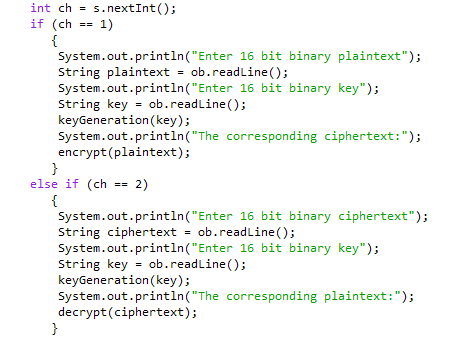 int ch = s.nextInt();
if (ch == 1)
{
System.out.println("Enter 16 bit binary plaintext");
String plaintext = ob.readLine();
System.out.println("Enter 16 bit binary key");
String key = ob.readLine();
keyGeneration(key);
System.out.println("The corresponding ciphertext:");
encrypt(plaintext);
}
else if (ch == 2)
{
System.out.println("Enter 16 bit binary ciphertext");
String ciphertext = ob.readLine();
System.out.println("Enter 16 bit binary key");
String key = ob.readLine();
keyGeneration(key);
System.out.println("The corresponding plaintext:");
decrypt(ciphertext);
}